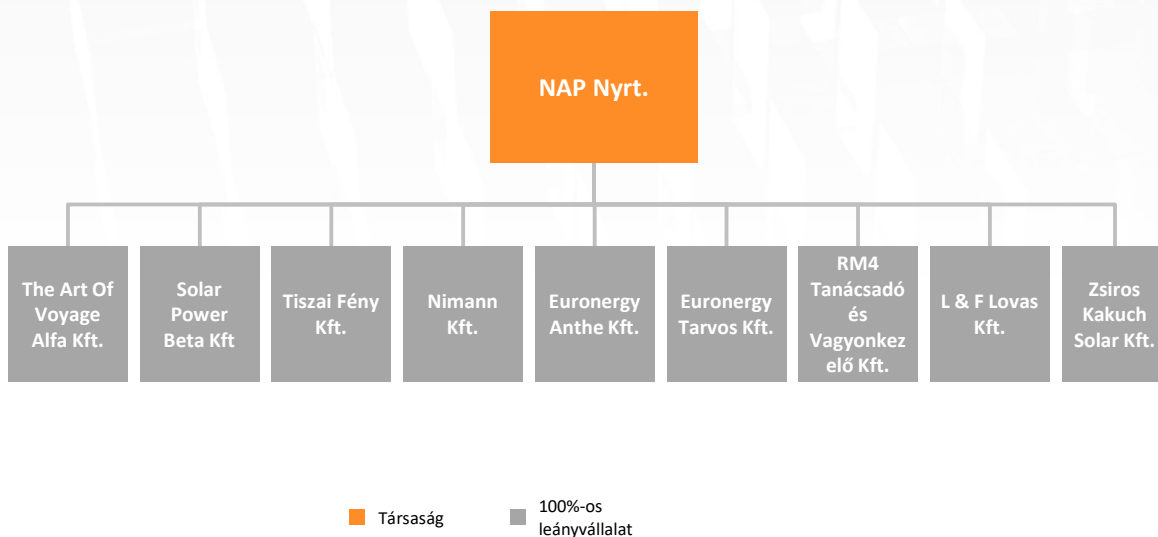 NAP Nyrt.
The Art Of
Voyage
Alfa Kft.
Solar
Power
Beta Kft
Tiszai Fény
Kft.
Nimann
Kft.
Euronergy
Anthe Kft.
Euronergy
Tarvos Kft.
RM4
Tanácsadó
és
Vagyonkez
elő Kft.
L & F Lovas
Kft.
Zsiros
Kakuch
Solar Kft.
Társaság
100%-os
leányvállalat